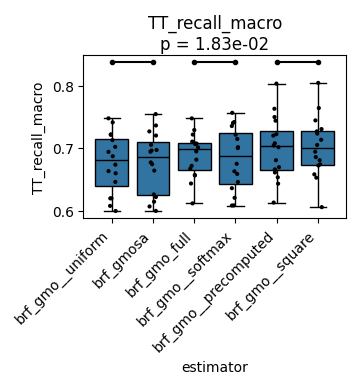 TT_recall_macro
p = 1.83e-02
TT_recall_macro
0.8
0.7
0.6
brf_gmo__uniform
brf_gmosa
brf_gmo_full
brf_gmo__softmax
brf_gmo__precomputed
brf_gmo__square
estimator